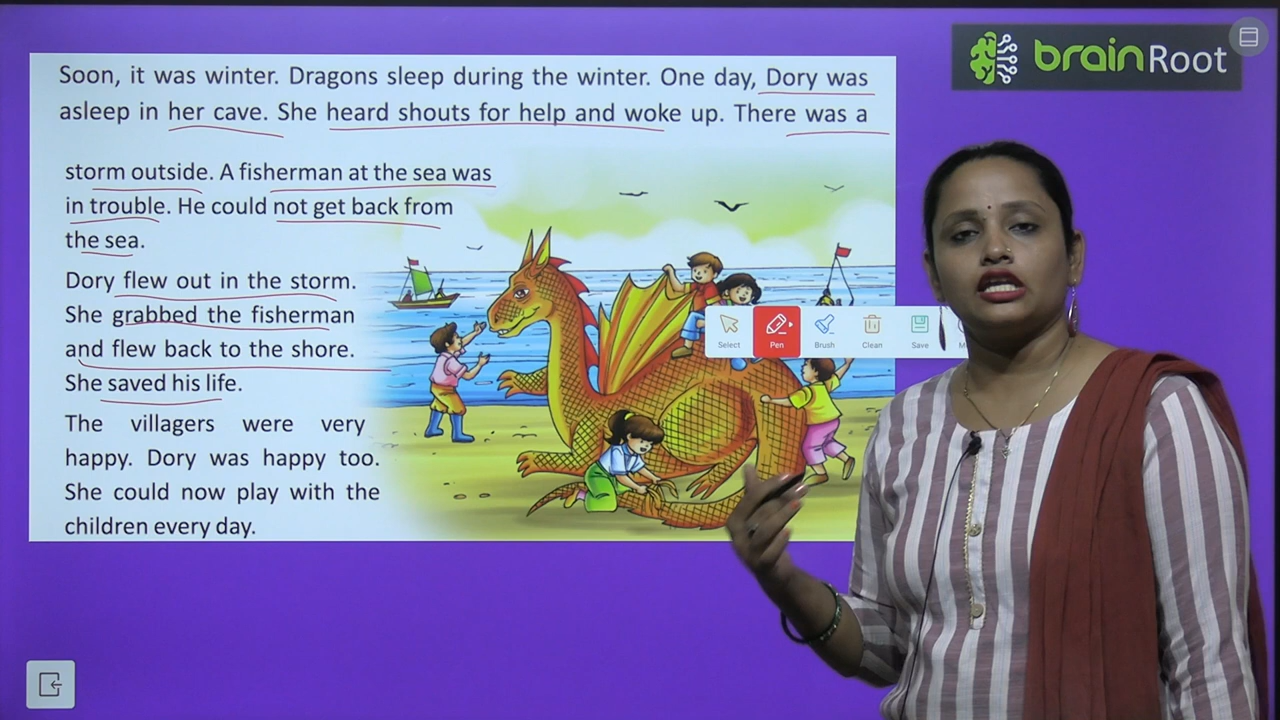 Soon, it was winter. Dragons sleep during the winter. One day, Dory was
asleep in her cave. She heard shouts for help and woke up. There was a
storm outside. A fisherman at the sea was
in trouble. He could not get back from
the sea.
Dory flew out in the storm.
She grabbed the fisherman
and flew back to the shore.
She saved his life.
The villagers were very
happy. Dory was happy too.
She could now play with the
children every day.
brainRoot
Select Pen Brush Clean Save